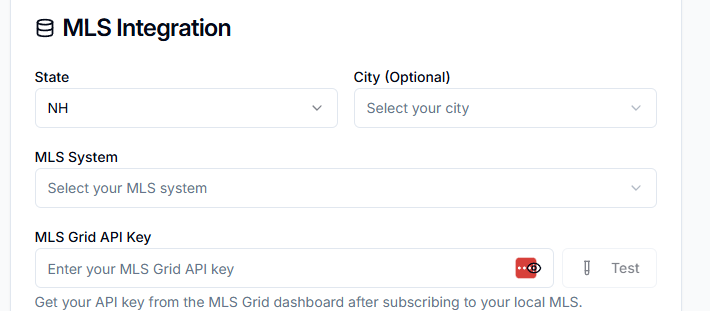 MLS Integration
State City (Optional)
NH Select your city
MLS System
Select your MLS system
MLS Grid API Key
Enter your MLS Grid API key Test
Get your API key from the MLS Grid dashboard after subscribing to your local MLS.